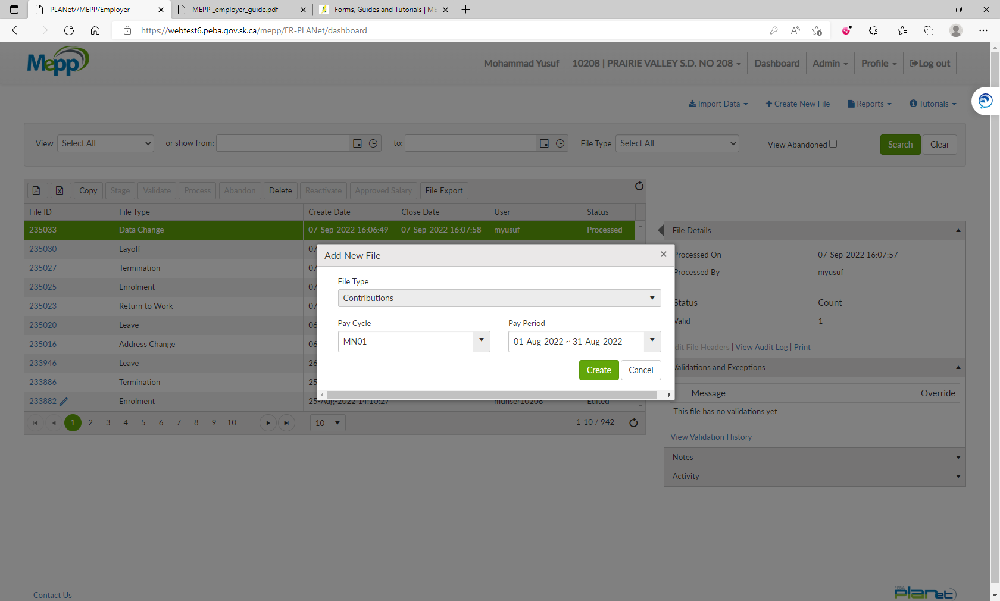 PLANet//MEPP/Employer
MEPP _employer_guide.pdf
Forms, Guides and Tutorials | ME
https://webtest6.peba.gov.sk.ca/mepp/ER-PLANet/dashboard
Mepp
Mohammad Yusuf
10208 | PRAIRIE VALLEY S.D. NO 208
Dashboard
Admin
Profile
Log out
Import Data
Create New File
Reports
Tutorials
View: Select All
or show from:
to:
File Type: Select All
View Abandoned
Search
Clear
Copy
Stage
Validate
Process
Abandon
Delete
Reactivate
Approved Salary
File Export
File ID File Type Create Date Close Date User Status
235033 Data Change 07-Sep-2022 16:06:49 07-Sep-2022 16:07:58 myusuf Processed
235030 Layoff 07
235027 Termination 07
235025 Enrolment 07
235023 Return to Work 07
235020 Leave 06
235016 Address Change 06
233946 Leave 26
233886 Termination 25
233882 Enrolment 25-Aug-2022 14:10:27 munser10208 Edited
1 2 3 4 5 6 7 8 9 10 ...
10
1-10 / 942
Add New File
File Type
Contributions
Pay Cycle
MN01
Pay Period
01-Aug-2022 ~ 31-Aug-2022
Create
Cancel
File Details
Processed On 07-Sep-2022 16:07:57
Processed By myusuf
Status Count
Valid 1
dit File Headers | View Audit Log | Print
Validations and Exceptions
Message Override
This file has no validations yet
View Validation History
Notes
Activity
Contact Us
PEBA
planet